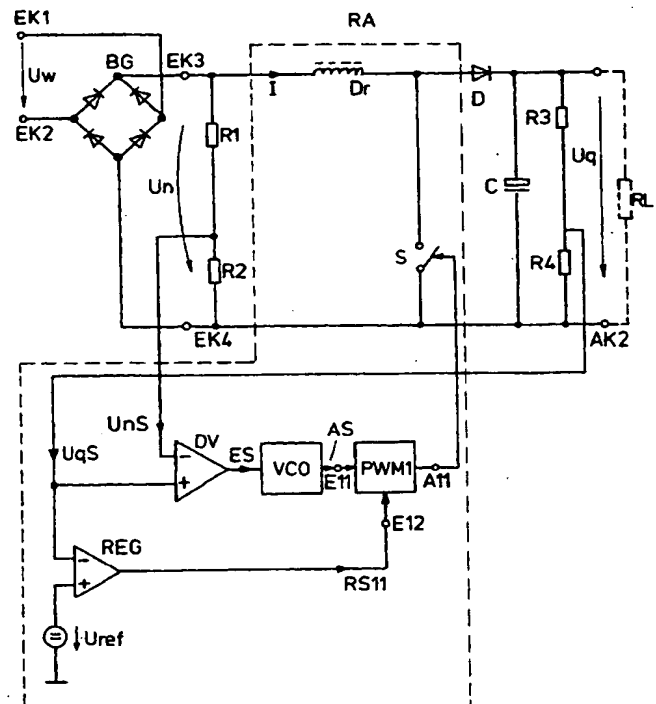 EK1
RA
BG
EK3
Uw
I
Dr
D
EK2
R1
R3
Un
C
Uq
RL
S
R2
R4
EK4
AK2
UnS
DV
AS
UqS
−
ES
VCO
PWM1
+
E11
A11
E12
REG
−
+
RS11
=
Uref